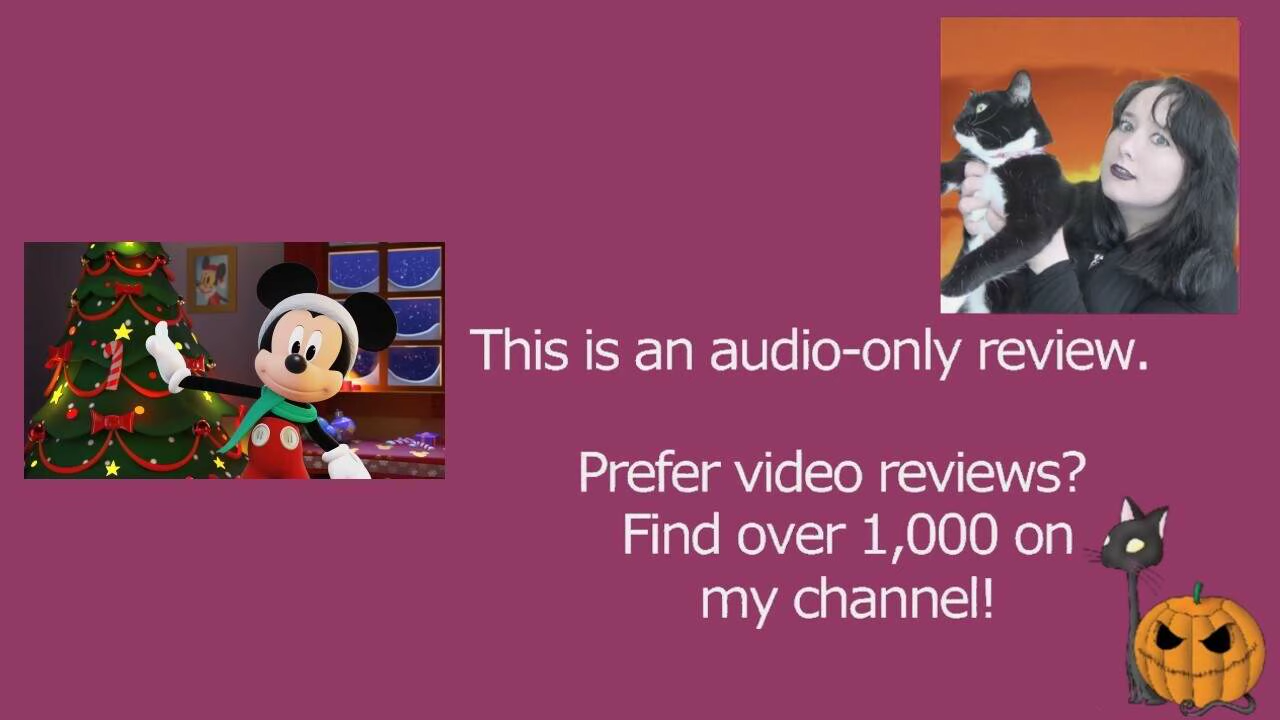 This is an audio-only review.
Prefer video reviews?
Find over 1,000 on
my channel!